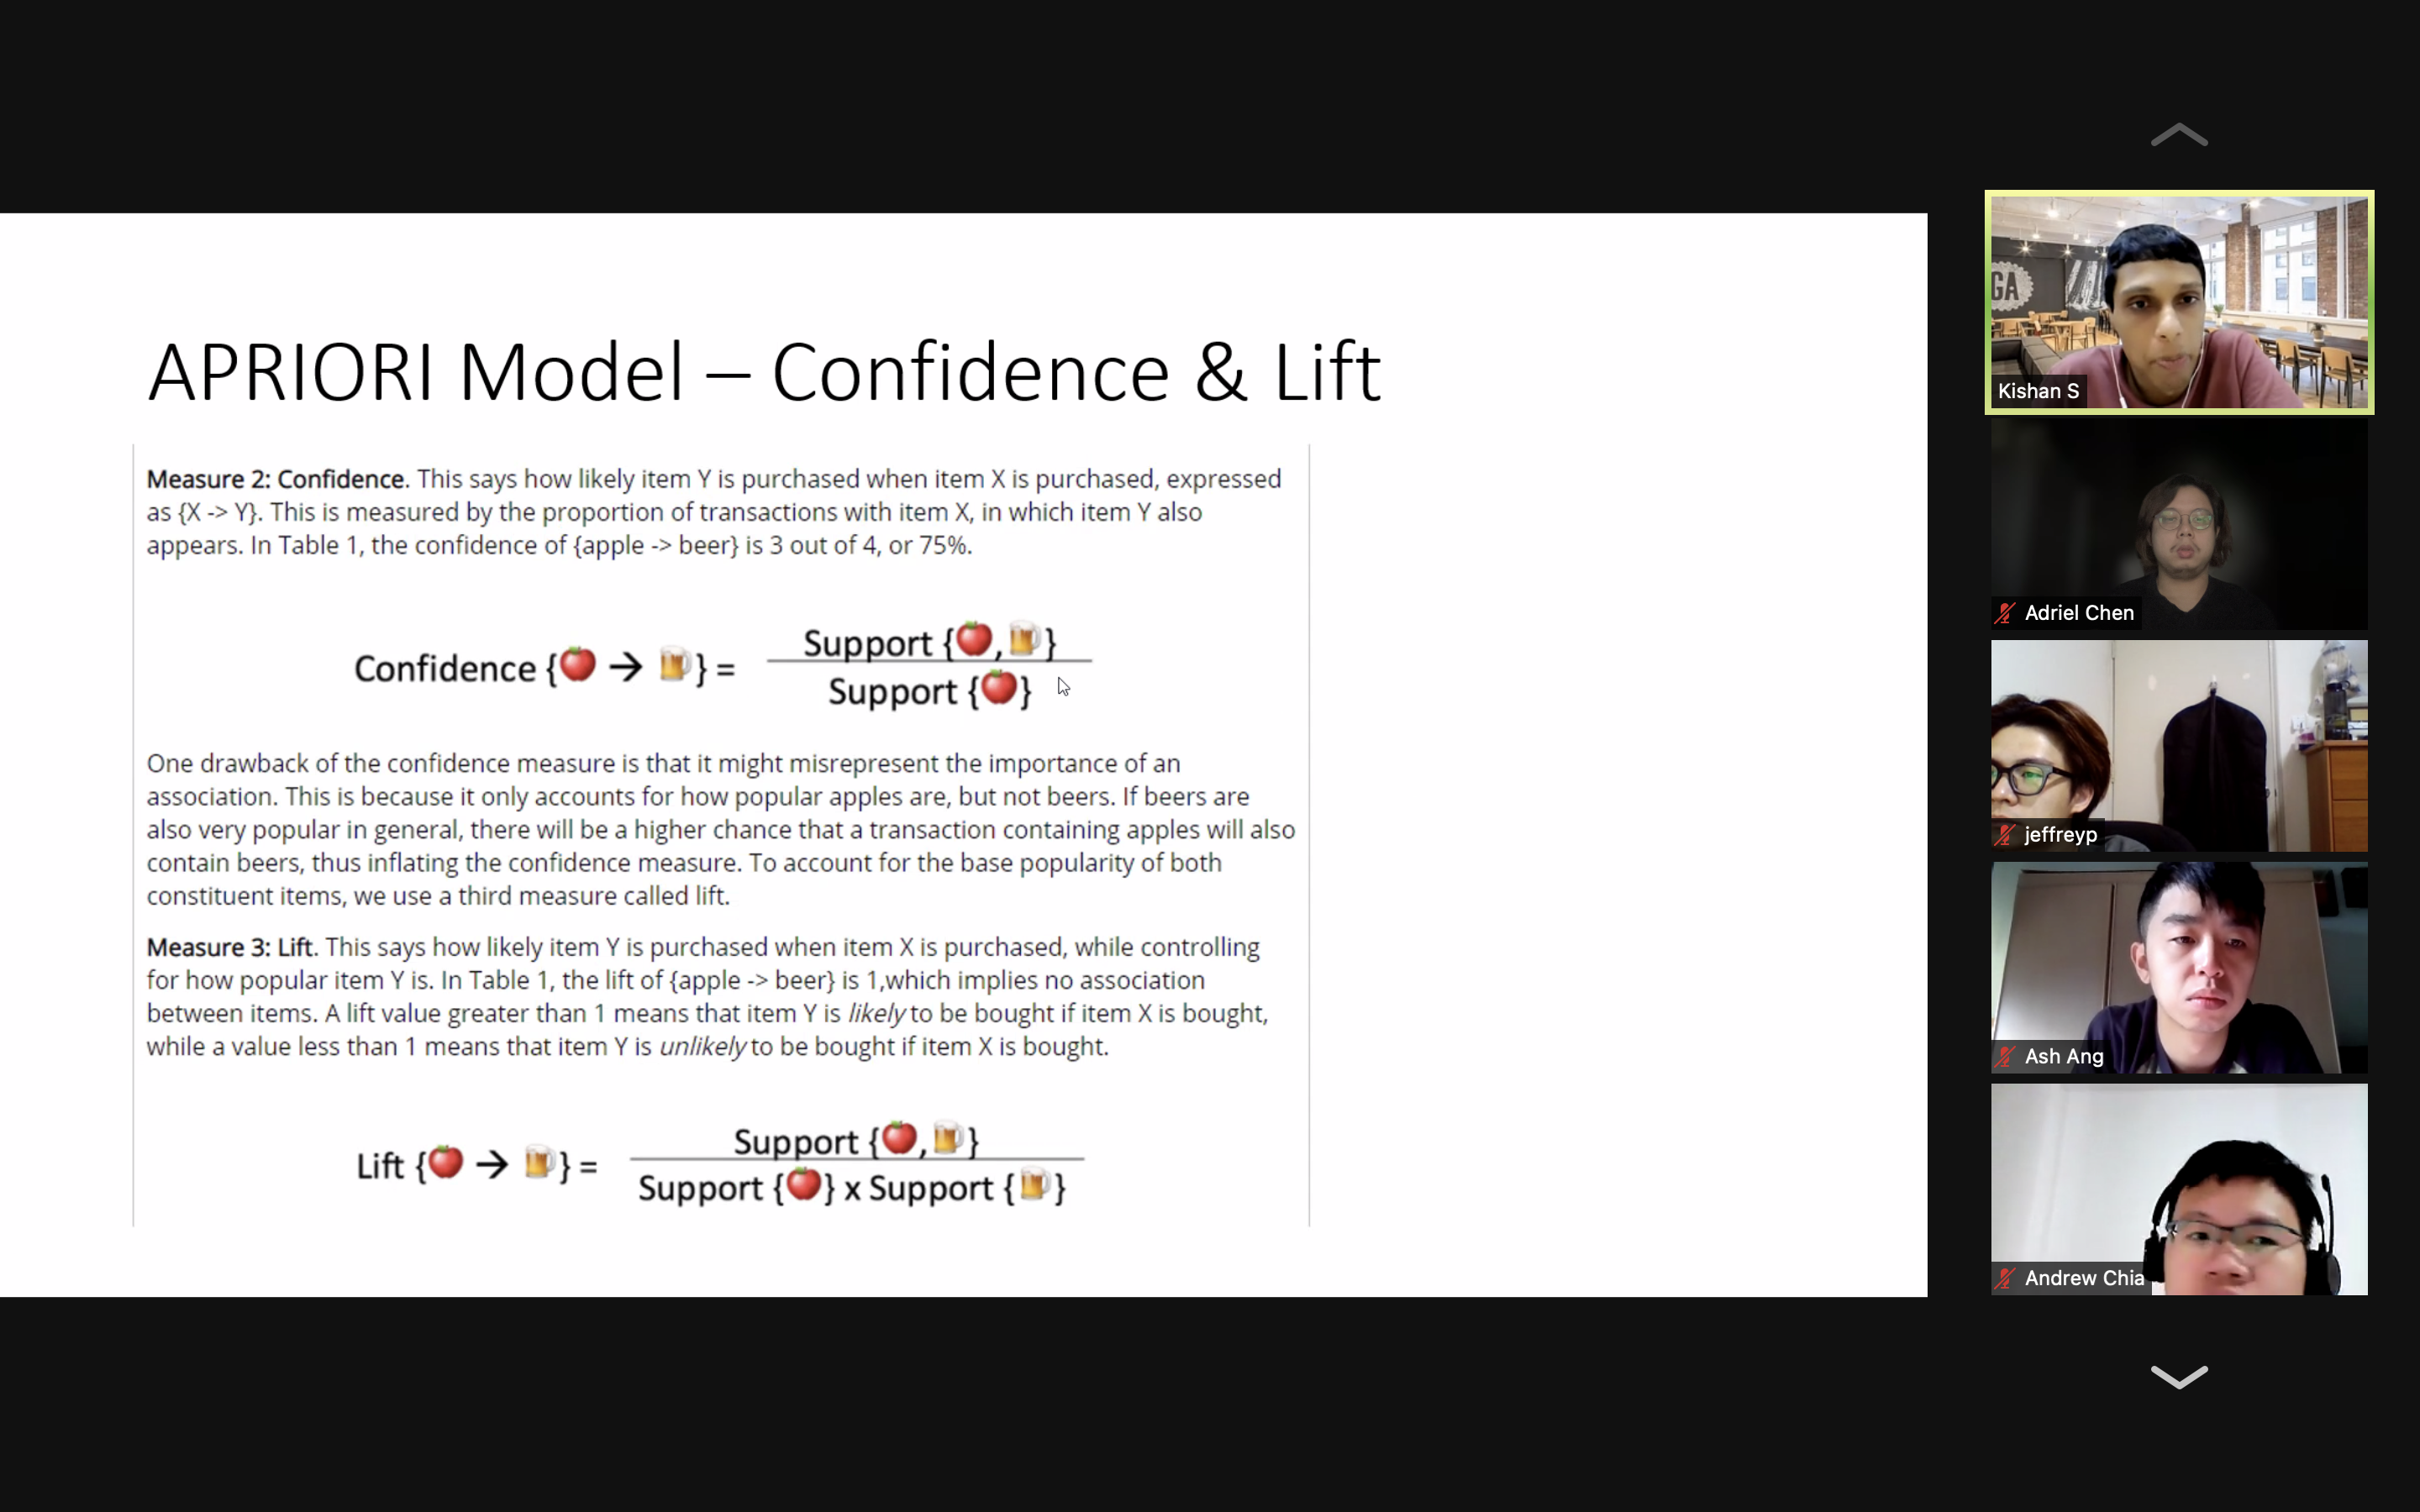 APRIORI Model – Confidence & Lift
Measure 2: Confidence. This says how likely item Y is purchased when item X is purchased, expressed
as {X -> Y}. This is measured by the proportion of transactions with item X, in which item Y also
appears. In Table 1, the confidence of {apple -> beer} is 3 out of 4, or 75%.
Confidence {🍎 → 🍺} =
Support {🍎, 🍺}
Support {🍎}
One drawback of the confidence measure is that it might misrepresent the importance of an
association. This is because it only accounts for how popular apples are, but not beers. If beers are
also very popular in general, there will be a higher chance that a transaction containing apples will also
contain beers, thus inflating the confidence measure. To account for the base popularity of both
constituent items, we use a third measure called lift.
Measure 3: Lift. This says how likely item Y is purchased when item X is purchased, while controlling
for how popular item Y is. In Table 1, the lift of {apple -> beer} is 1,which implies no association
between items. A lift value greater than 1 means that item Y is likely to be bought if item X is bought,
while a value less than 1 means that item Y is unlikely to be bought if item X is bought.
Lift {🍎 → 🍺} =
Support {🍎, 🍺}
Support {🍎} x Support {🍺}
GA
Kishan S
Adriel Chen
jeffreyp
Ash Ang
Andrew Chia